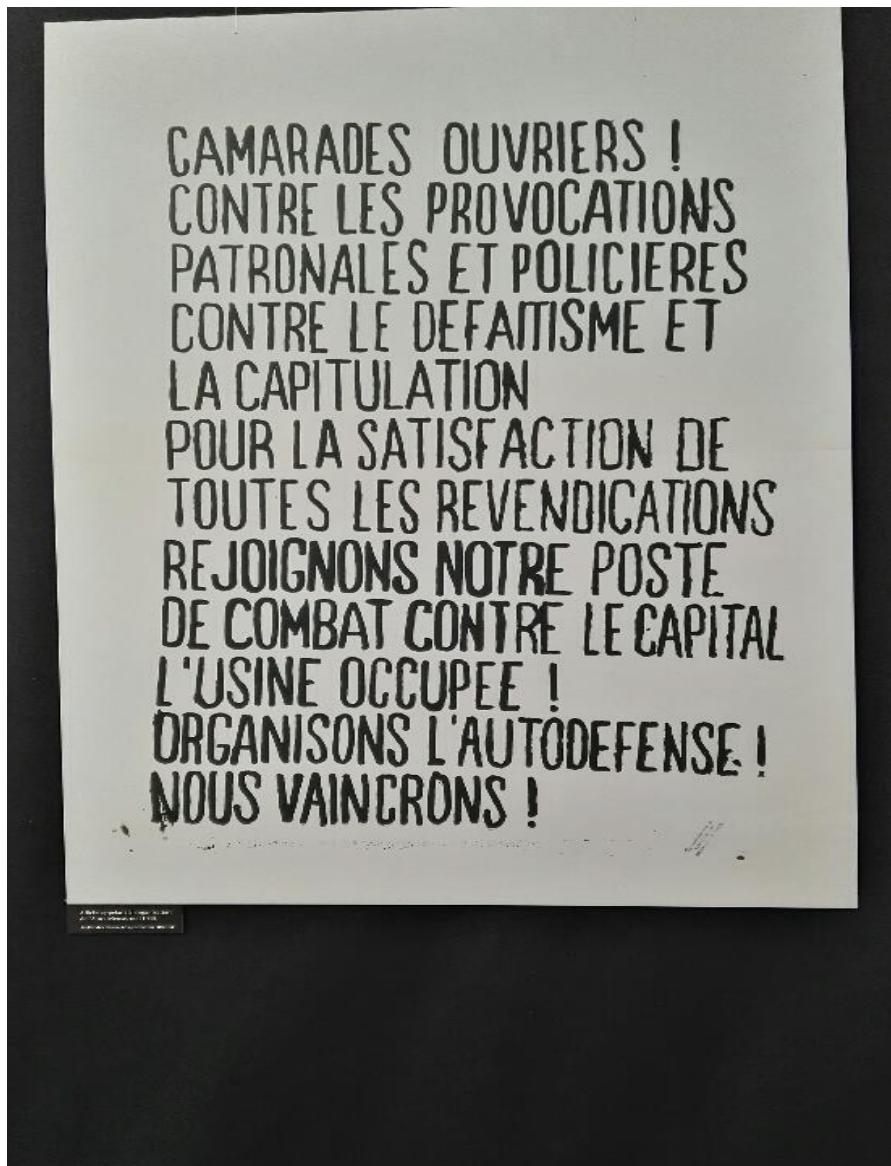 CAMARADES OUVRIERS !
CONTRE LES PROVOCATIONS
PATRONALES ET POLICIERES
CONTRE LE DEFAITISME ET
LA CAPITULATION
POUR LA SATISFACTION DE
TOUTES LES REVENDICATIONS
REJOIGNONS NOTRE POSTE
DE COMBAT CONTRE LE CAPITAL
L'USINE OCCUPEE !
ORGANISONS L'AUTODEFENSE !
NOUS VAINCRONS !